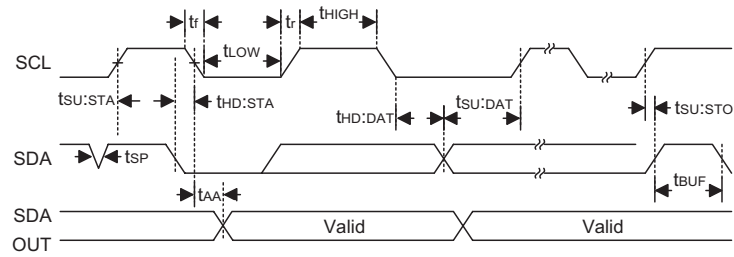 tf tr tHIGH
SCL tLOW
tSU:STA tHD:STA tHD:DAT tSU:DAT tSU:STO
SDA tSP tBUF
tAA
SDA Valid Valid
OUT